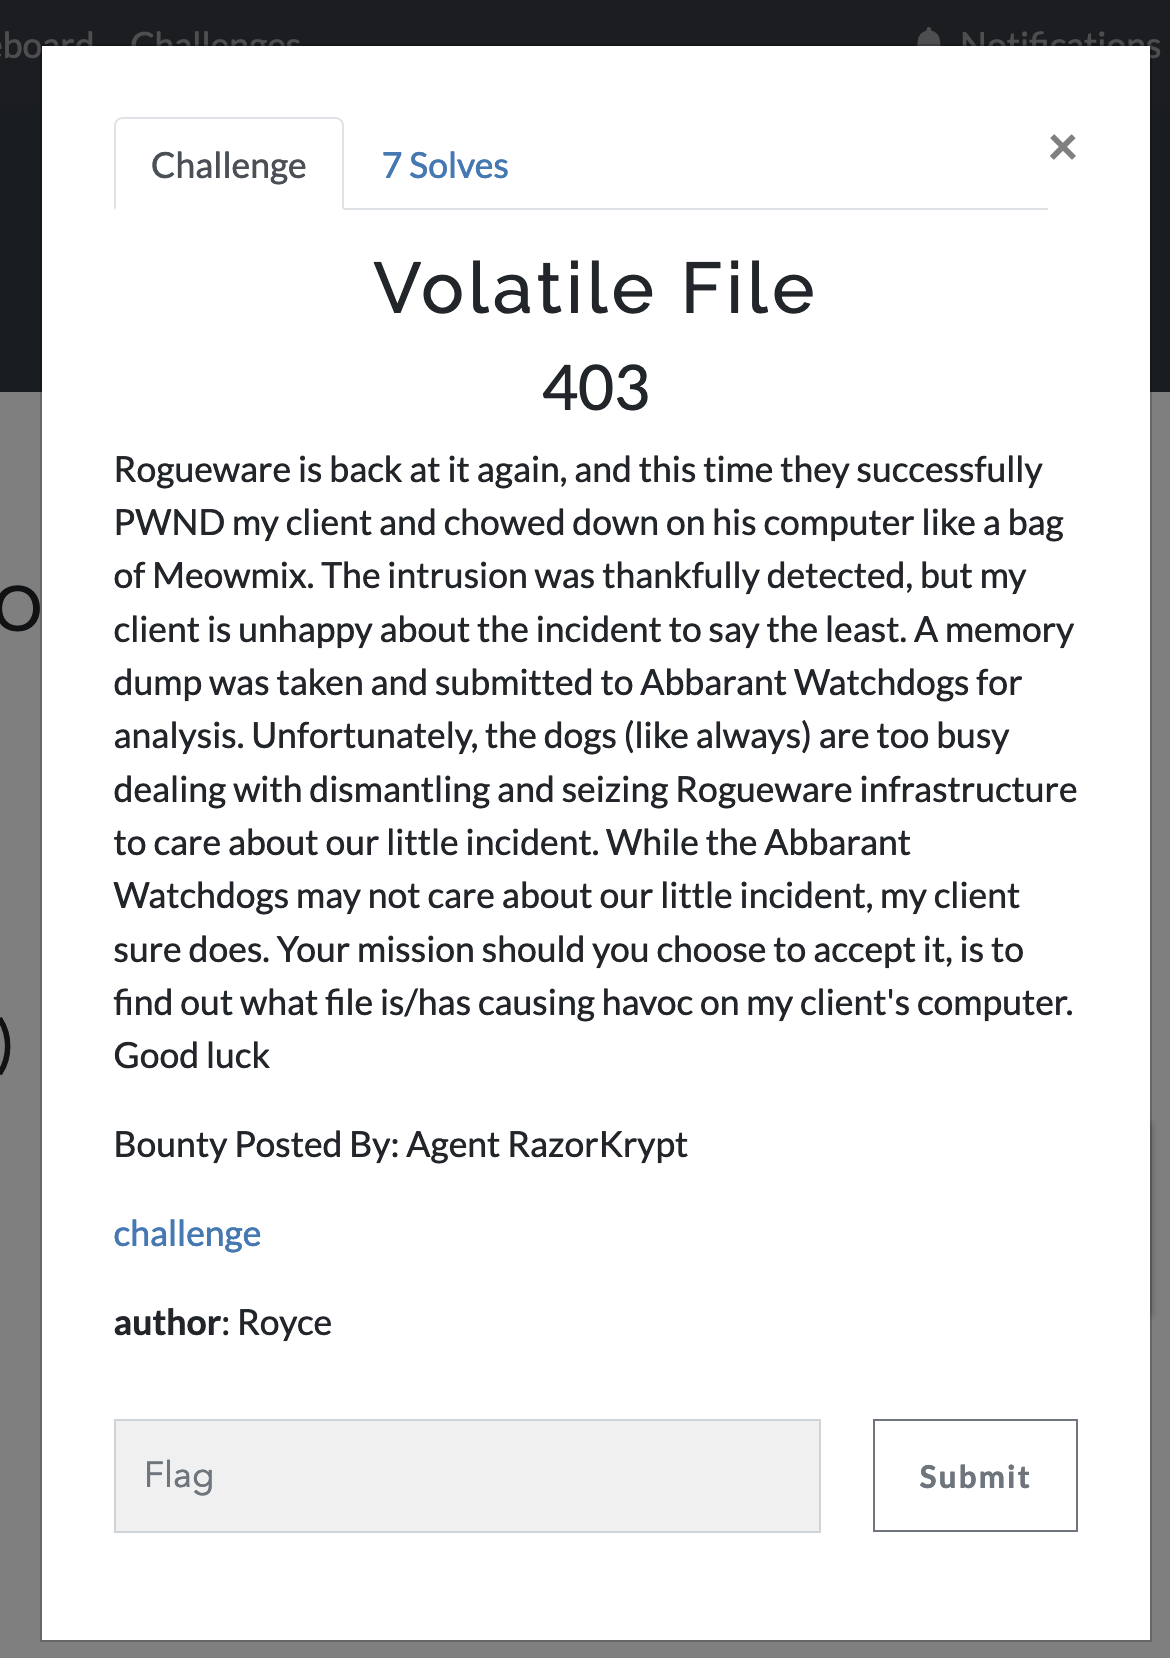 Challenges Notifications
Challenge 7 Solves ×
Volatile File
403
Rogueware is back at it again, and this time they successfully
PWND my client and chowed down on his computer like a bag
of Meowmix. The intrusion was thankfully detected, but my
client is unhappy about the incident to say the least. A memory
dump was taken and submitted to Abbarant Watchdogs for
analysis. Unfortunately, the dogs (like always) are too busy
dealing with dismantling and seizing Rogueware infrastructure
to care about our little incident. While the Abbarant
Watchdogs may not care about our little incident, my client
sure does. Your mission should you choose to accept it, is to
find out what file is/has causing havoc on my client's computer.
Good luck
Bounty Posted By: Agent RazorKrypt
challenge
author: Royce
Flag Submit